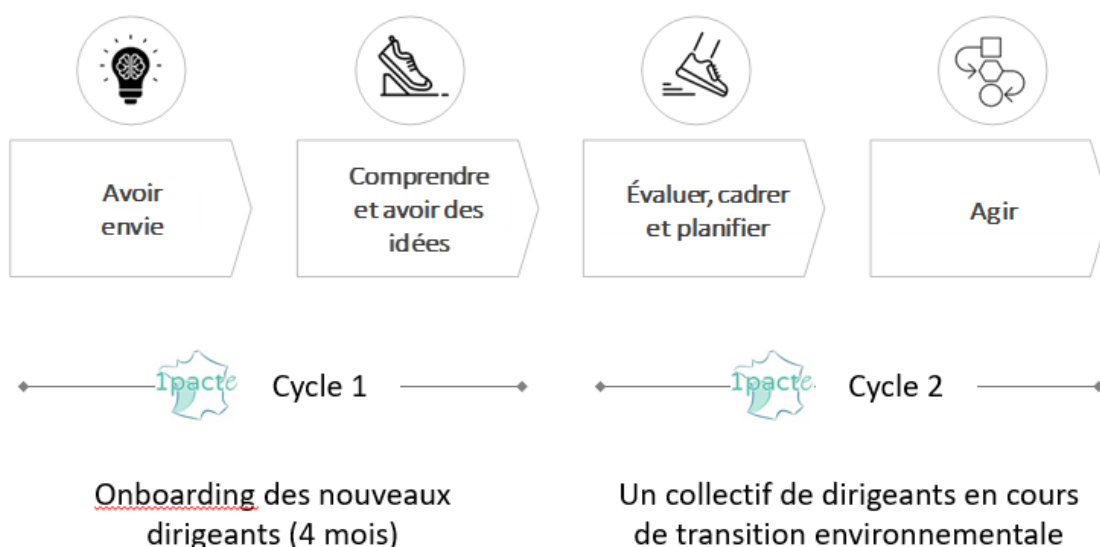 Avoir
envie
Comprendre
et avoir des
idées
Évaluer, cadrer
et planifier
Agir
1pacte
Cycle 1
1pacte
Cycle 2
Onboarding des nouveaux
dirigeants (4 mois)
Un collectif de dirigeants en cours
de transition environnementale